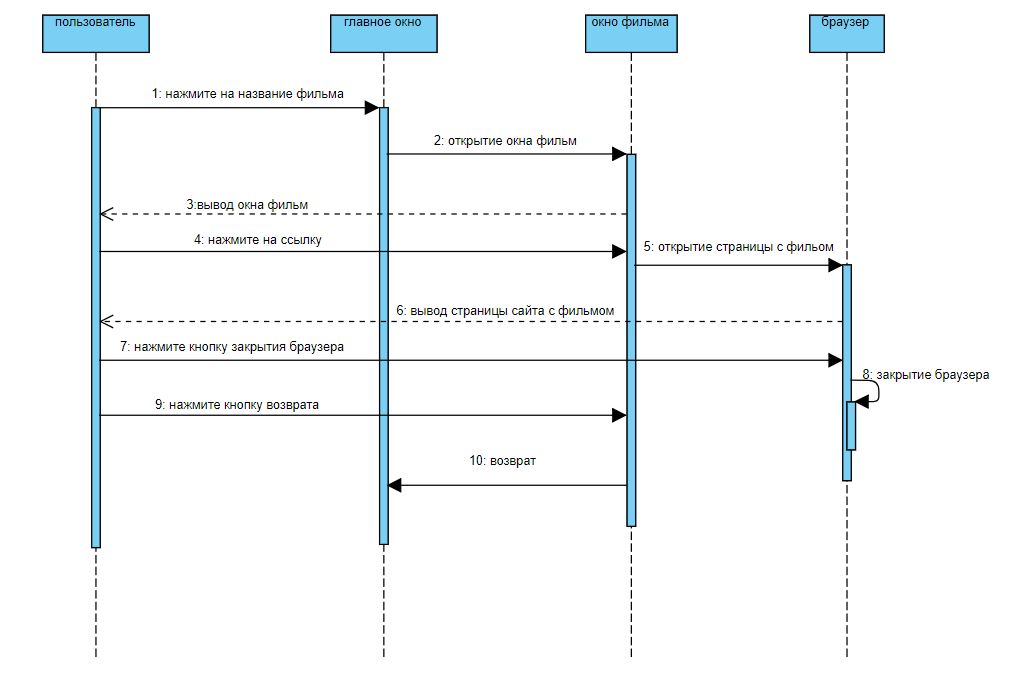 пользователь
главное окно
окно фильма
браузер
1: нажмите на название фильма
2: открытие окна фильм
3:вывод окна фильм
4: нажмите на ссылку
5: открытие страницы с фильом
6: вывод страницы сайта с фильмом
7: нажмите кнопку закрытия браузера
8: закрытие браузера
9: нажмите кнопку возврата
10: возврат